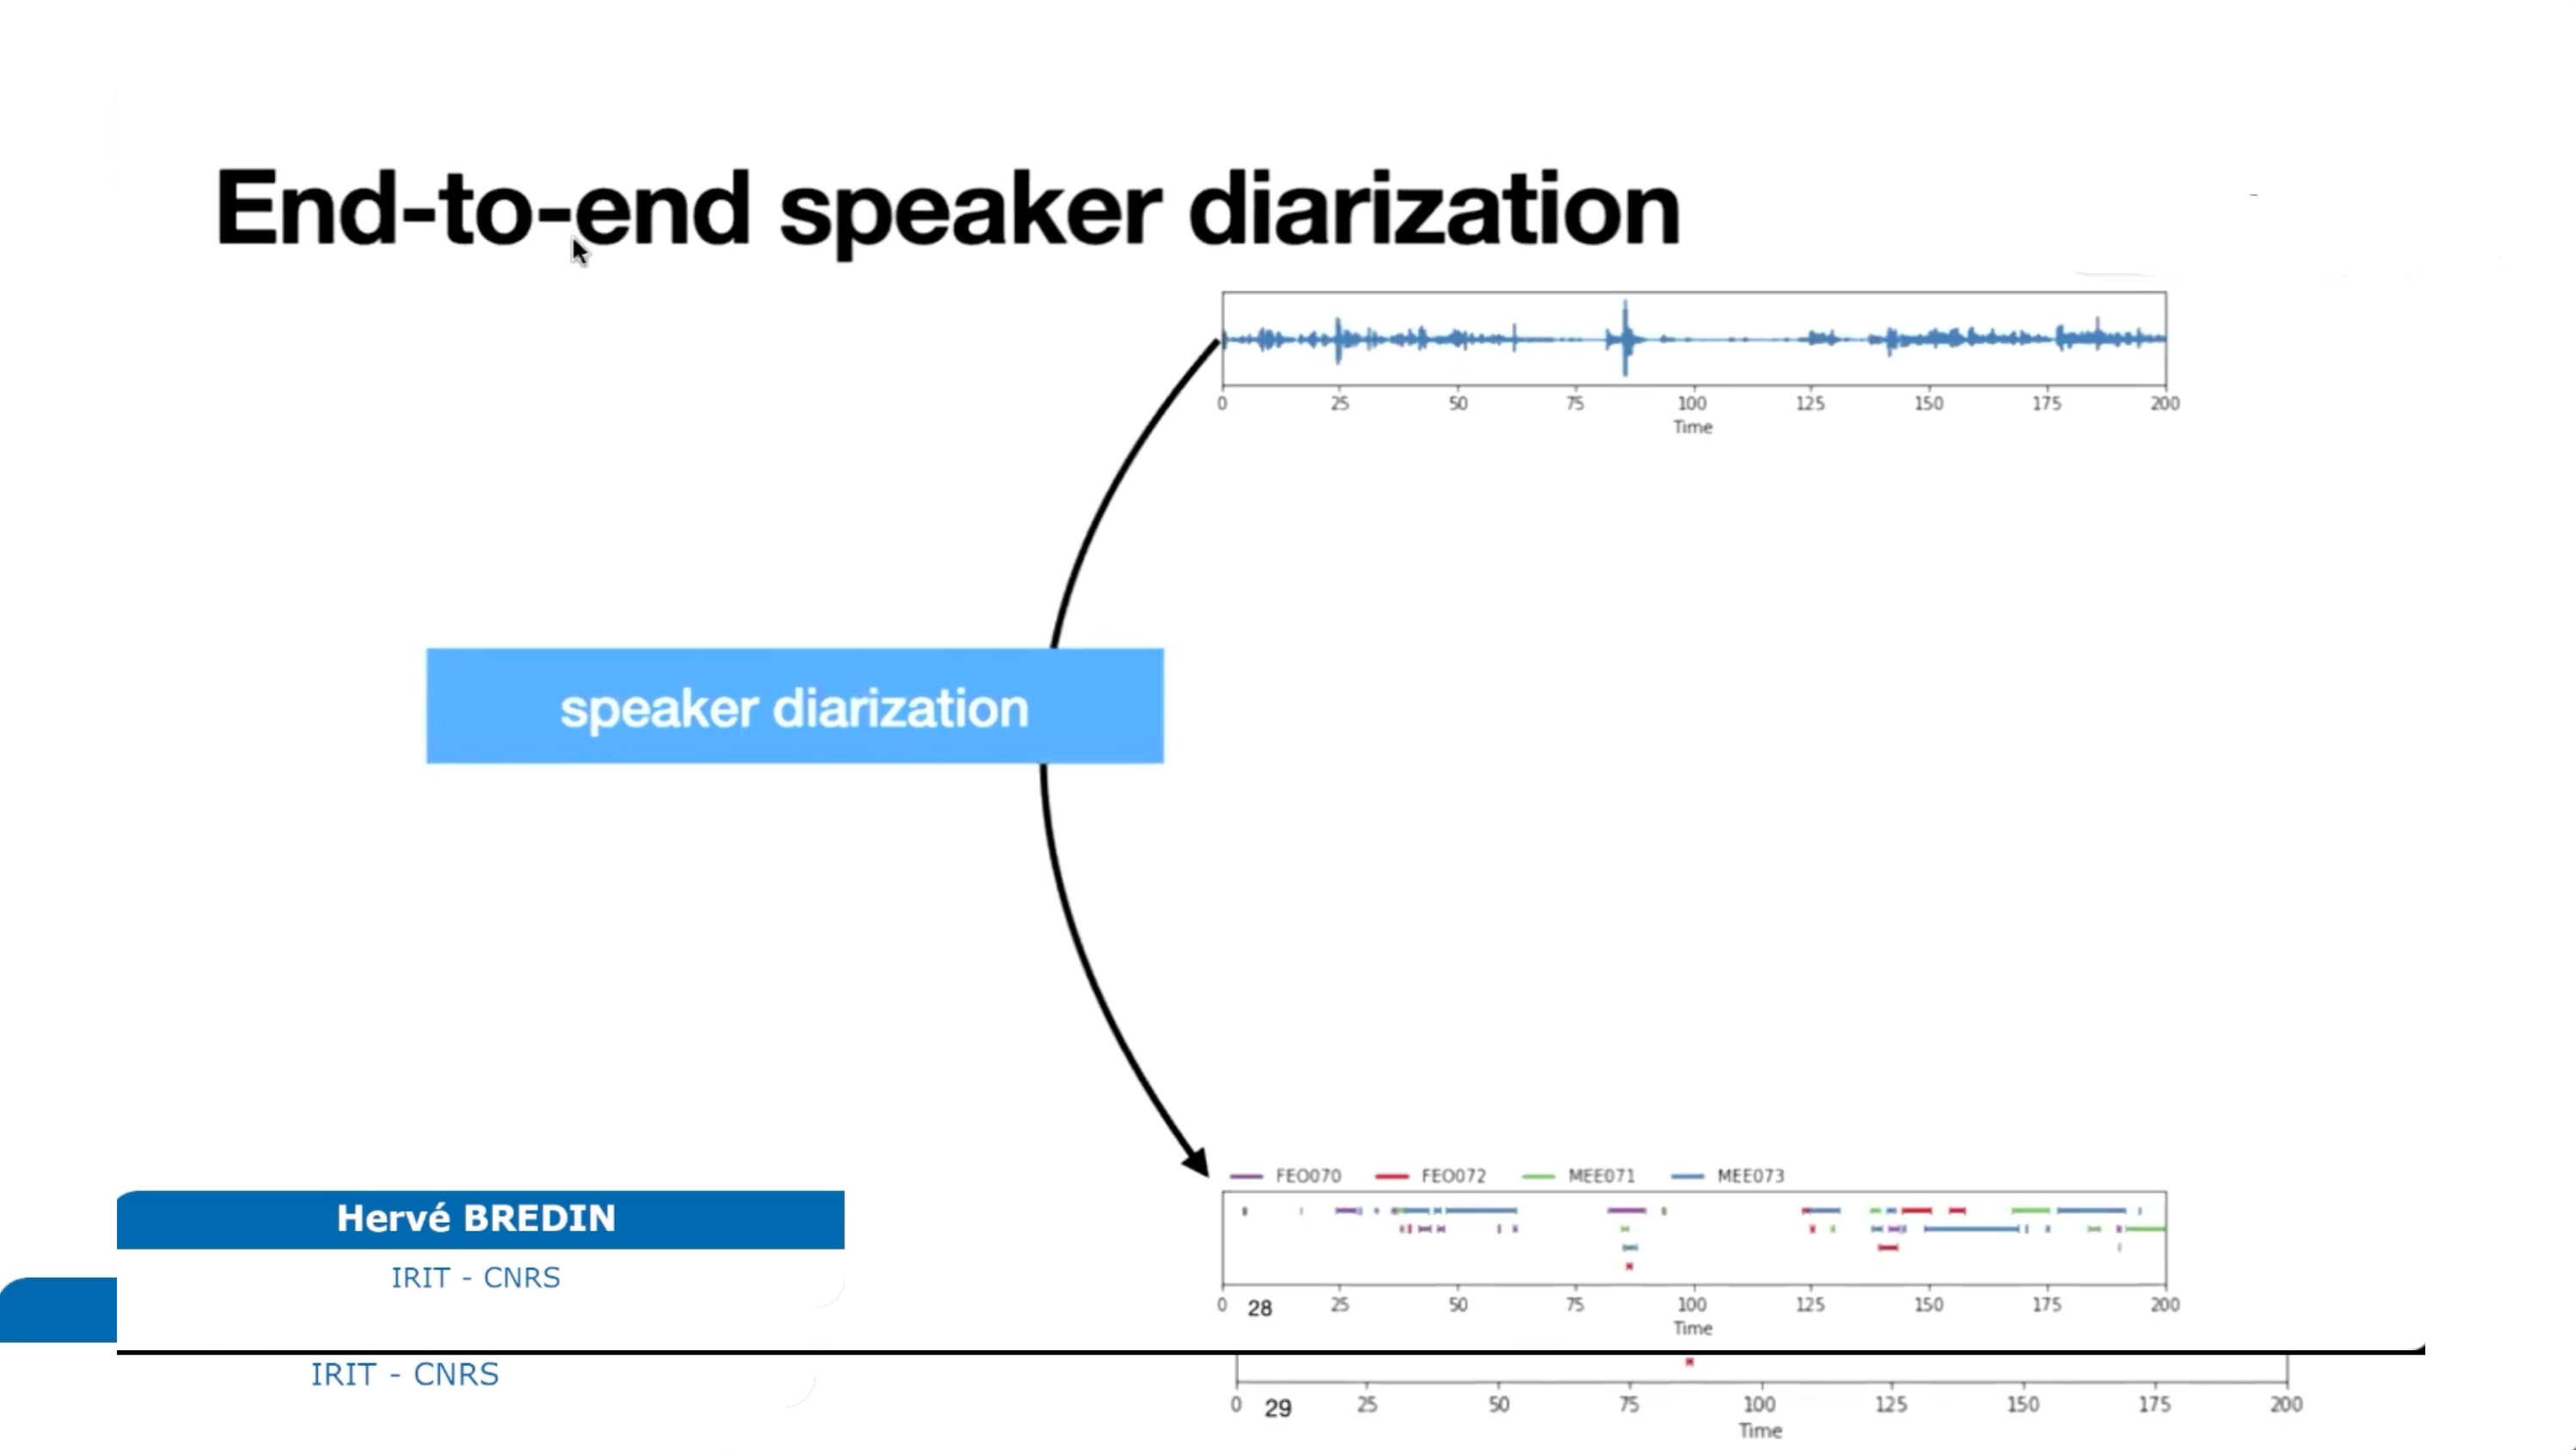 End-to-end speaker diarization
0 25 50 75 100 125 150 175 200
Time
speaker diarization
FEO070 FEO072 MEE071 MEE073
Hervé BREDIN
IRIT - CNRS
0 28 25 50 75 100 125 150 175 200
Time
IRIT - CNRS
0 29 25 50 75 100 125 150 175 200
Time